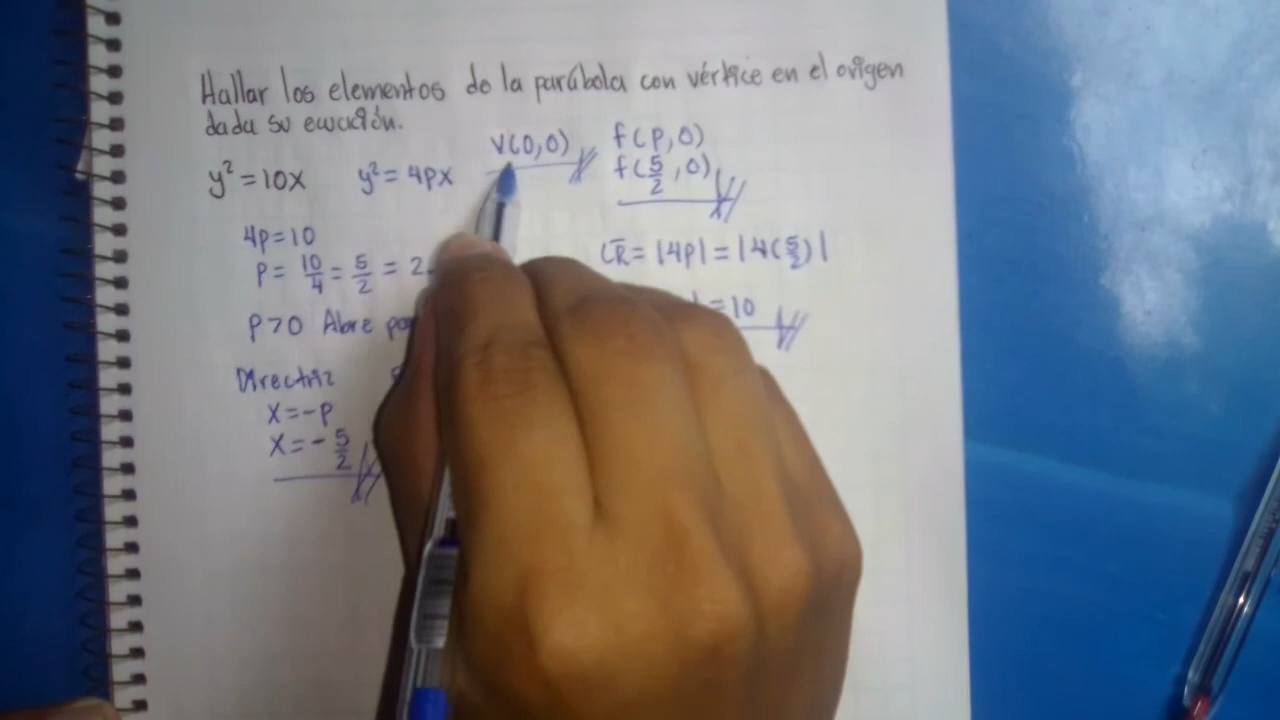 Hallar los elementos de la parábola con vértice en el origen
dada su ecuación.
y² = 10x
y² = 4px
V(0,0)
f(P,0)
f(5/2,0)
4p=10
P = 10/4 = 5/2 = 2.
P>0 Abre
Directriz
X=-P
X=-5/2
LR = |4p| = |4(5/2)|
|=10